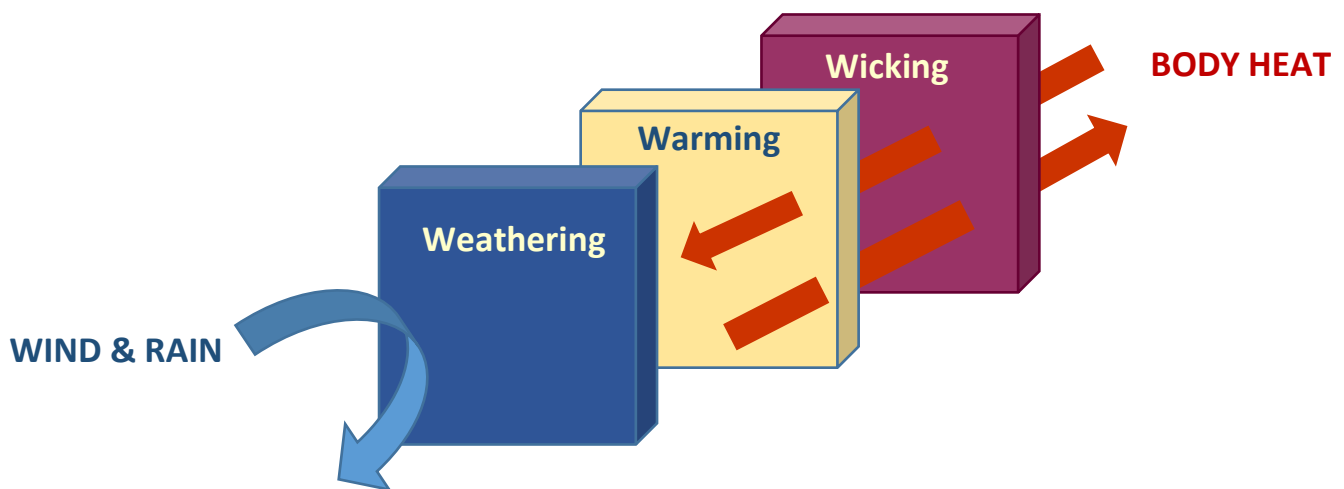 Wicking
BODY HEAT
Warming
Weathering
WIND & RAIN